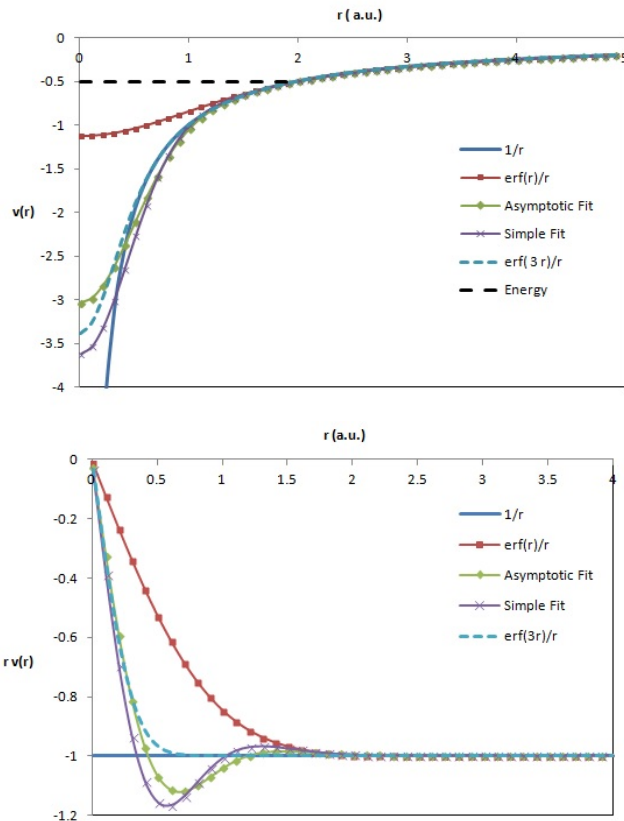 r ( a.u.)
0
1
2
3
4
5
0
-0.5
-1
-1.5
-2
-2.5
-3
-3.5
-4
v(r)
1/r
erf(r)/r
Asymptotic Fit
Simple Fit
erf( 3 r)/r
Energy
r (a.u.)
0
0.5
1
1.5
2
2.5
3
3.5
4
0
-0.2
-0.4
-0.6
-0.8
-1
-1.2
r v(r)
1/r
erf(r)/r
Asymptotic Fit
Simple Fit
erf(3r)/r